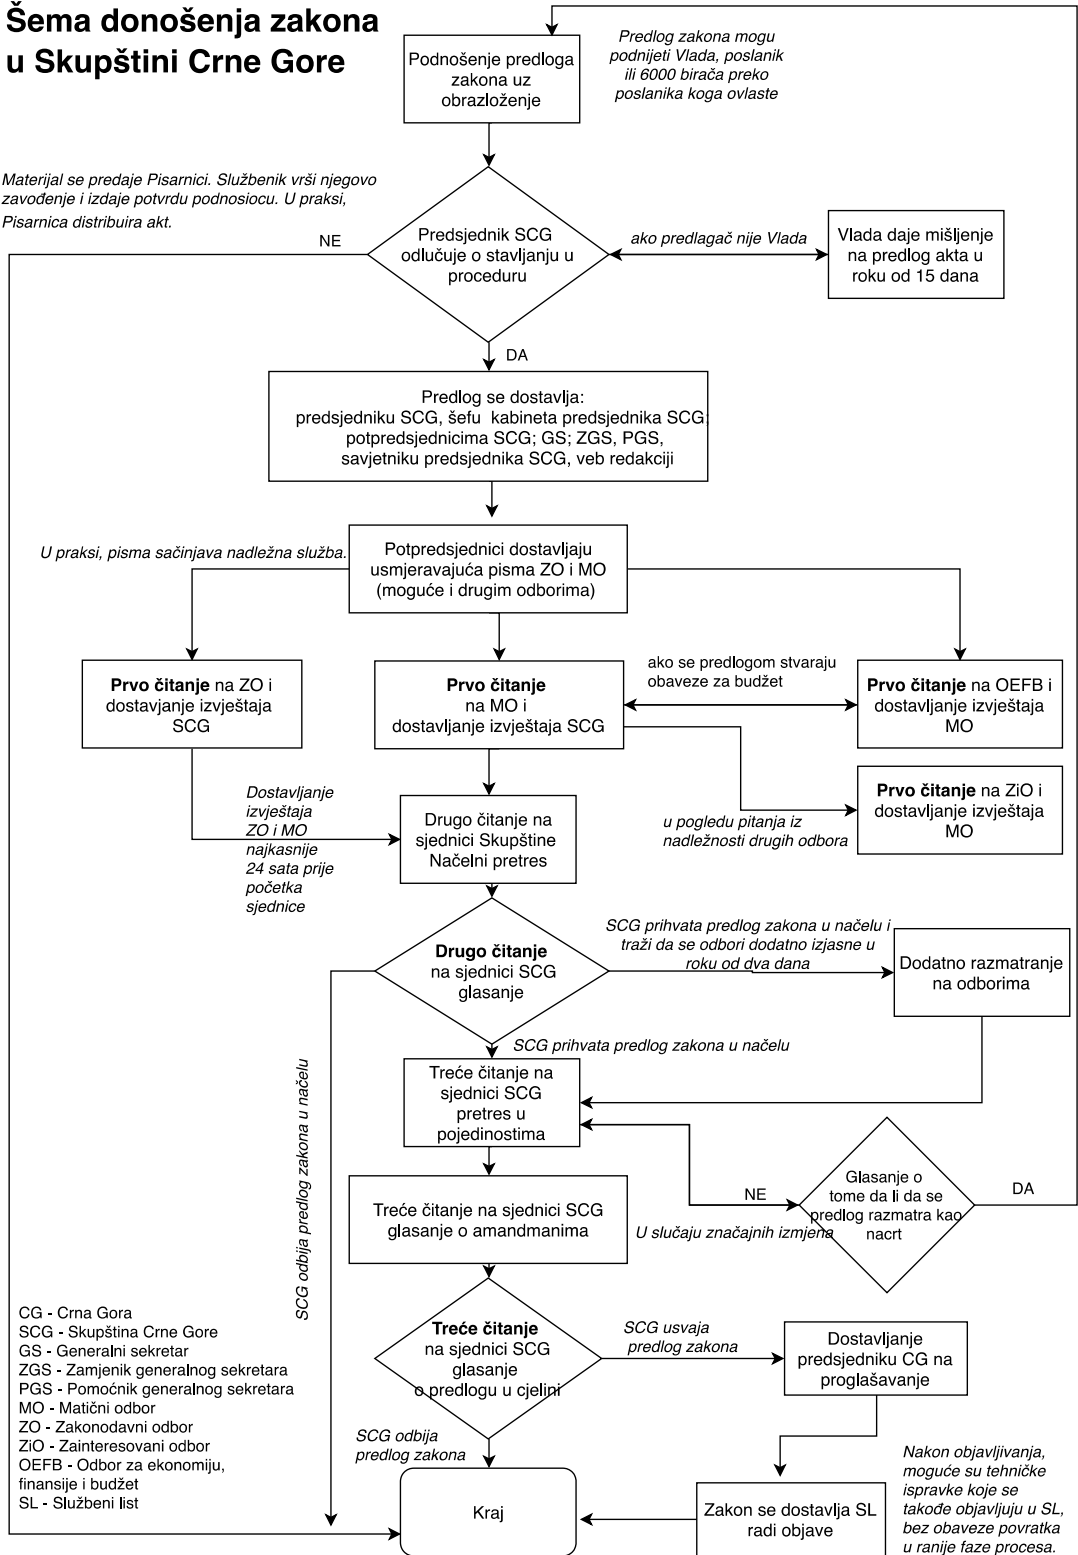 Šema donošenja zakona
u Skupštini Crne Gore
Podnošenje predloga
zakona uz
obrazloženje
Predlog zakona mogu
podnijeti Vlada, poslanik
ili 6000 birača preko
poslanika koga ovlaste
Materijal se predaje Pisarnici. Službenik vrši njegovo
zavođenje i izdaje potvrdu podnosiocu. U praksi,
Pisarnica distribuira akt.
NE
Predsjednik SCG
odlučuje o stavljanju u
proceduru
ako predlagač nije Vlada
Vlada daje mišljenje
na predlog akta u
roku od 15 dana
DA
Predlog se dostavlja:
predsjedniku SCG, šefu kabineta predsjednika SCG;
potpredsjednicima SCG; GS; ZGS, PGS,
savjetniku predsjednika SCG, veb redakciji
U praksi, pisma sačinjava nadležna služba.
Potpredsjednici dostavljaju
usmjeravajuća pisma ZO i MO
(moguće i drugim odborima)
Prvo čitanje na ZO i
dostavjanje izvještaja
SCG
Prvo čitanje
na MO i
dostavljanje izvještaja SCG
ako se predlogom stvaraju
obaveze za budžet
Prvo čitanje na OEFB i
dostavljanje izvještaja
MO
Prvo čitanje na ZiO i
dostavljanje izvještaja
MO
u pogledu pitanja iz
nadležnosti drugih odbora
Dostavljanje
izvještaja
ZO i MO
najkasnije
24 sata prije
početka
sjednice
Drugo čitanje na
sjednici Skupštine
Načelni pretres
Drugo čitanje
na sjednici SCG
glasanje
SCG prihvata predlog zakona u načelu i
traži da se odbori dodatno izjasne u
roku od dva dana
Dodatno razmatranje
na odborima
SCG prihvata predlog zakona u načelu
SCG odbija predlog zakona u načelu
Treće čitanje na
sjednici SCG
pretres u
pojedinostima
Treće čitanje na sjednici SCG
glasanje o amandmanima
NE
U slučaju značajnih izmjena
Glasanje o
tome da li da se
predlog razmatra kao
nacrt
DA
Treće čitanje
na sjednici SCG
glasanje
o predlogu u cjelini
SCG usvaja
predlog zakona
Dostavljanje
predsjedniku CG na
proglašavanje
SCG odbija
predlog zakona
Kraj
Zakon se dostavlja SL
radi objave
Nakon objavljivanja,
moguće su tehničke
ispravke koje se
takođe objavljuju u SL,
bez obaveze povratka
u ranije faze procesa.
CG - Crna Gora
SCG - Skupština Crne Gore
GS - Generalni sekretar
ZGS - Zamjenik generalnog sekretara
PGS - Pomoćnik generalnog sekretara
MO - Matični odbor
ZO - Zakonodavni odbor
ZiO - Zainteresovani odbor
OEFB - Odbor za ekonomiju,
finansije i budžet
SL - Službeni list